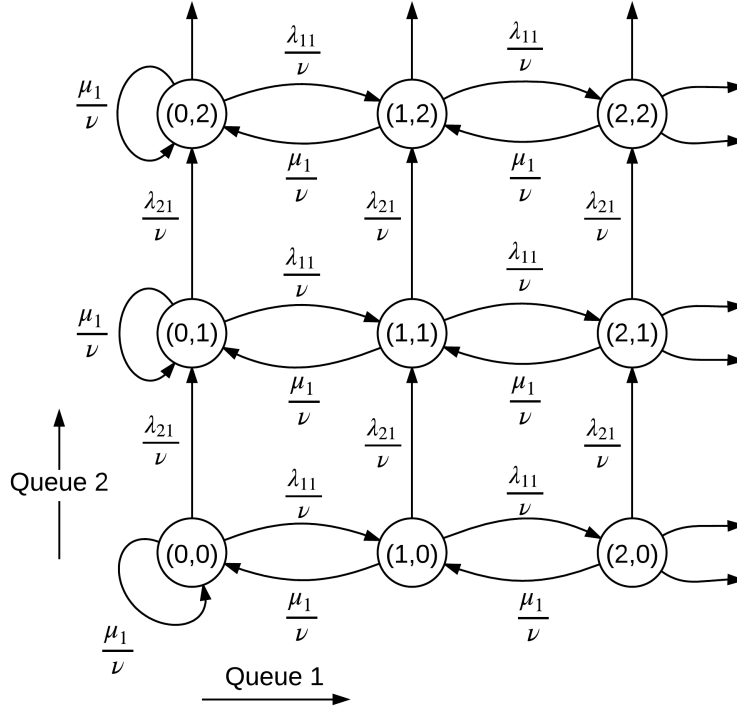 λ₁₁/ν λ₁₁/ν
μ₁/ν (0,2) (1,2) (2,2)
μ₁/ν μ₁/ν
λ₂₁/ν λ₂₁/ν λ₂₁/ν
λ₁₁/ν λ₁₁/ν
μ₁/ν (0,1) (1,1) (2,1)
μ₁/ν μ₁/ν
λ₂₁/ν λ₂₁/ν λ₂₁/ν
Queue 2
λ₁₁/ν λ₁₁/ν
(0,0) (1,0) (2,0)
μ₁/ν μ₁/ν μ₁/ν
Queue 1